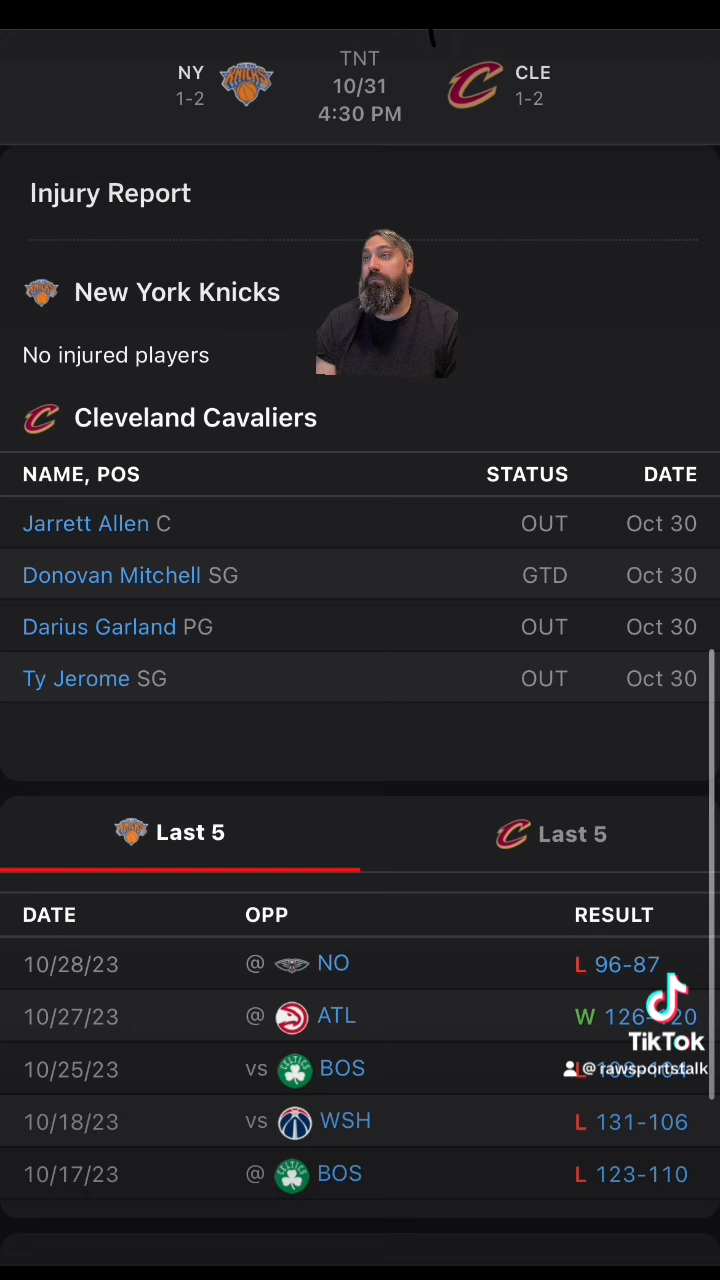 NY
1-2
KNICKS
TNT
10/31
4:30 PM
CLE
1-2
Injury Report
New York Knicks
No injured players
Cleveland Cavaliers
NAME, POS STATUS DATE
Jarrett Allen C OUT Oct 30
Donovan Mitchell SG GTD Oct 30
Darius Garland PG OUT Oct 30
Ty Jerome SG OUT Oct 30
Last 5 Last 5
DATE OPP RESULT
10/28/23 @ NO L 96-87
10/27/23 @ ATL W
10/25/23 vs BOS L
10/18/23 vs WSH L 131-106
10/17/23 @ BOS L 123-110
TikTok
@rawsportstalk